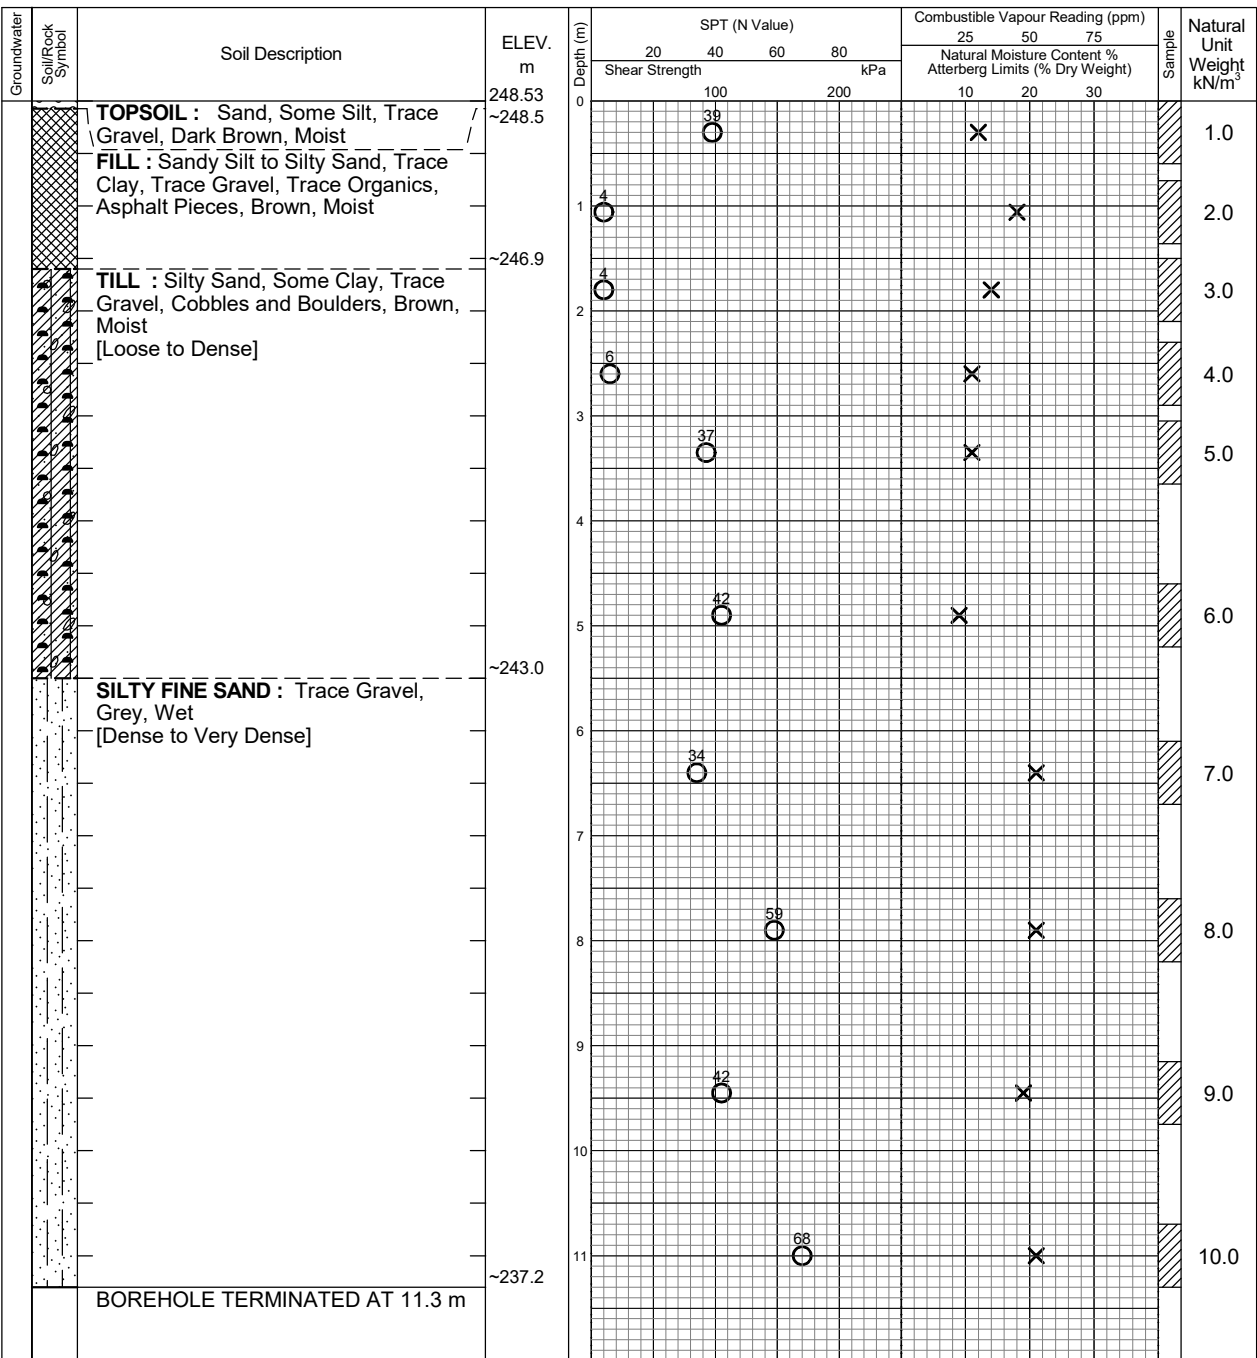 Groundwater
Soil/Rock
Symbol
Soil Description
ELEV.
m
Depth (m)
SPT (N Value)
20 40 60 80
Shear Strength kPa
100 200
Combustible Vapour Reading (ppm)
25 50 75
Natural Moisture Content %
Atterberg Limits (% Dry Weight)
10 20 30
Sample
Natural
Unit
Weight
kN/m³
248.53
0
TOPSOIL : Sand, Some Silt, Trace
Gravel, Dark Brown, Moist
~248.5
39
1.0
FILL : Sandy Silt to Silty Sand, Trace
Clay, Trace Gravel, Trace Organics,
Asphalt Pieces, Brown, Moist
4
1
2.0
~246.9
TILL : Silty Sand, Some Clay, Trace
Gravel, Cobbles and Boulders, Brown,
Moist
[Loose to Dense]
4
3.0
2
6
4.0
3
37
5.0
4
42
6.0
5
~243.0
SILTY FINE SAND : Trace Gravel,
Grey, Wet
[Dense to Very Dense]
6
34
7.0
7
59
8.0
8
9
42
9.0
10
68
11
10.0
~237.2
BOREHOLE TERMINATED AT 11.3 m